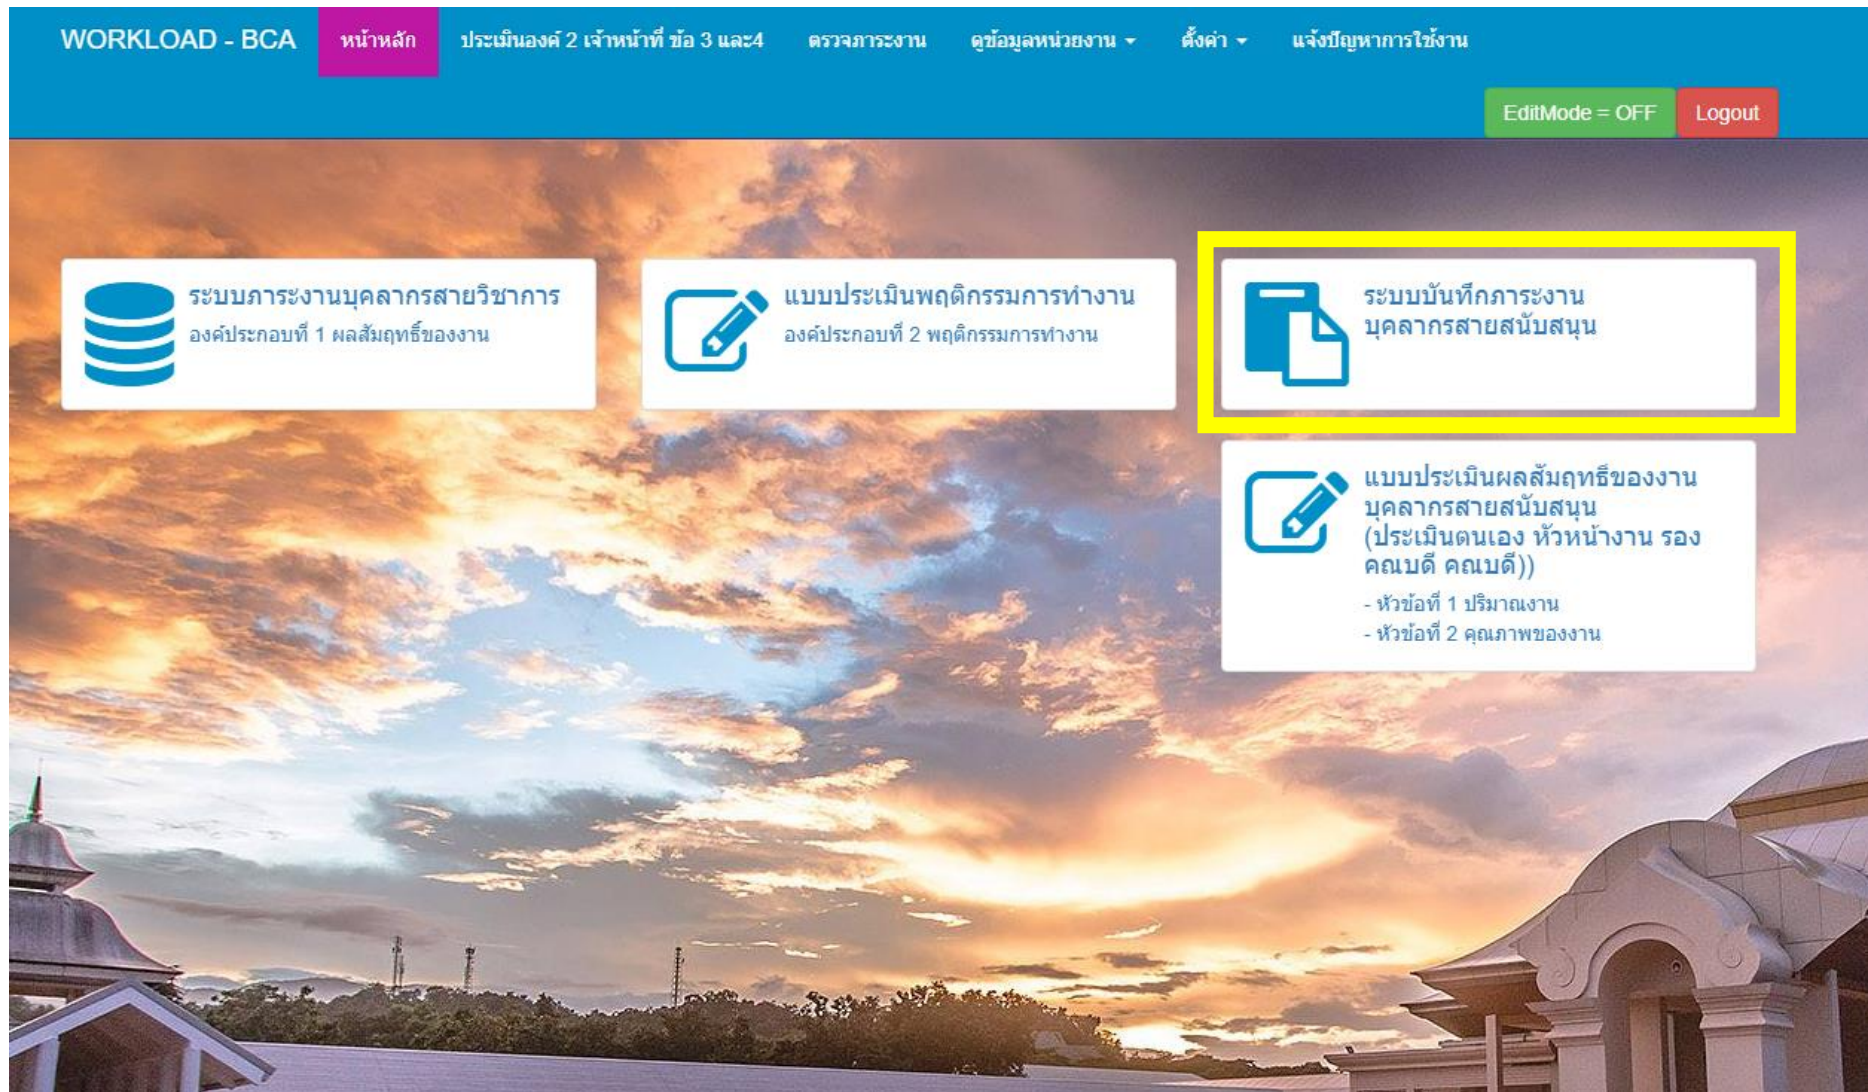 WORKLOAD - BCA หน้าหลัก ประเมินองค์ 2 เจ้าหน้าที่ ข้อ 3 และ4 ตรวจภาระงาน ดูข้อมูลหน่วยงาน ตั้งค่า แจ้งปัญหาการใช้งาน
EditMode = OFF Logout
ระบบภาระงานบุคลากรสายวิชาการ
องค์ประกอบที่ 1 ผลสัมฤทธิ์ของงาน
แบบประเมินพฤติกรรมการทำงาน
องค์ประกอบที่ 2 พฤติกรรมการทำงาน
ระบบบันทึกภาระงาน
บุคลากรสายสนับสนุน
แบบประเมินผลสัมฤทธิ์ของงาน
บุคลากรสายสนับสนุน
(ประเมินตนเอง หัวหน้างาน รอง
คณบดี คณบดี))
- หัวข้อที่ 1 ปริมาณงาน
- หัวข้อที่ 2 คุณภาพของงาน